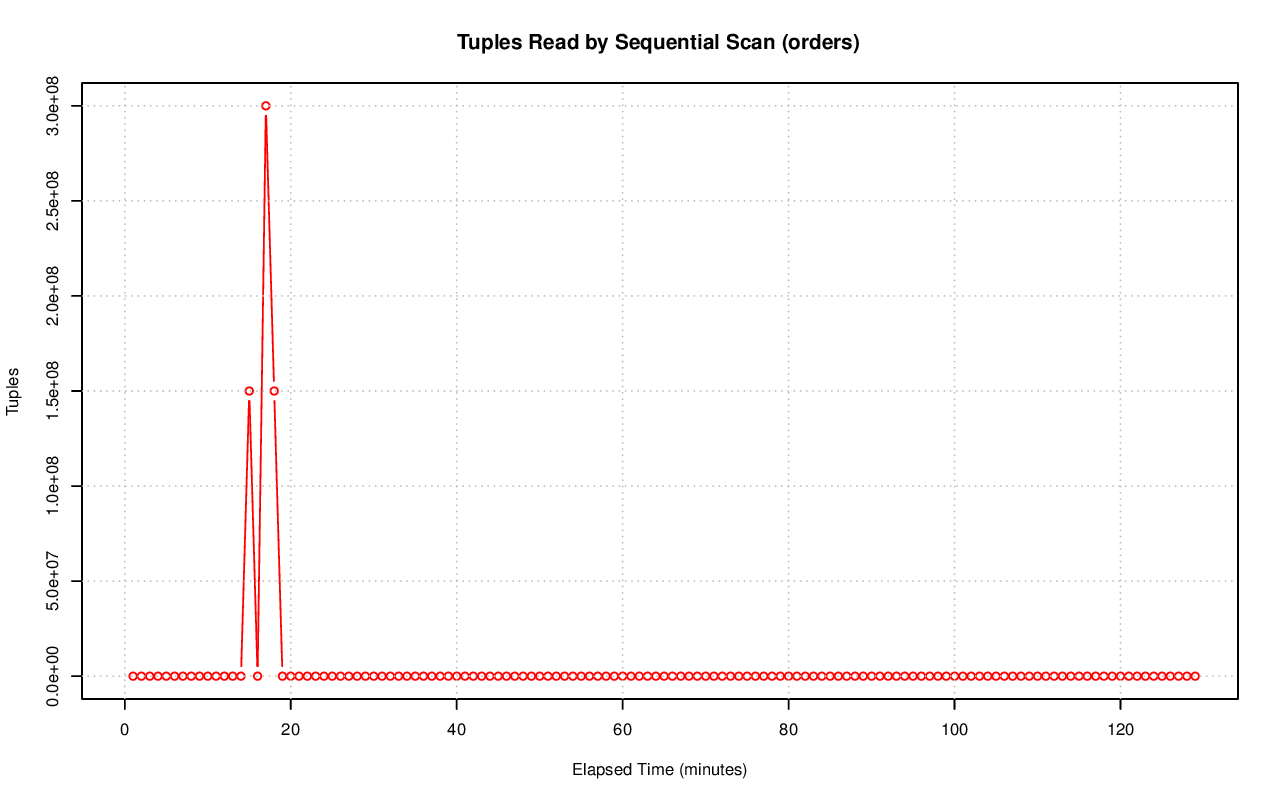 Tuples Read by Sequential Scan (orders)
Tuples
3.0e+08
2.5e+08
2.0e+08
1.5e+08
1.0e+08
5.0e+07
0.0e+00
0 20 40 60 80 100 120
Elapsed Time (minutes)